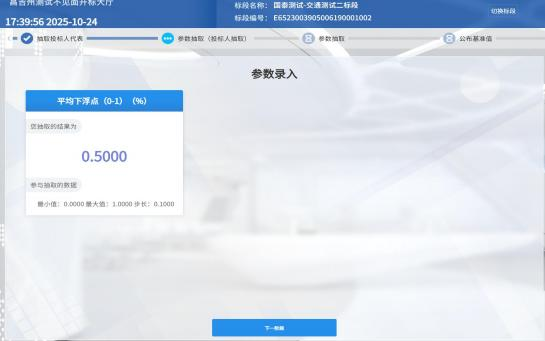 昌吉州测试不见面开标大厅
17:39:56 2025-10-24
标段名称： 国泰测试-交通测试二标段
标段编号： E6523003905006190001002
切换标段
抽取投标人代表
参数抽取（投标人抽取）
参数抽取
公布基准值
参数录入
平均下浮点（0-1）（%）
您抽取的结果为
0.5000
参与抽取的数据
最小值：0.0000 最大值：1.0000 步长：0.1000